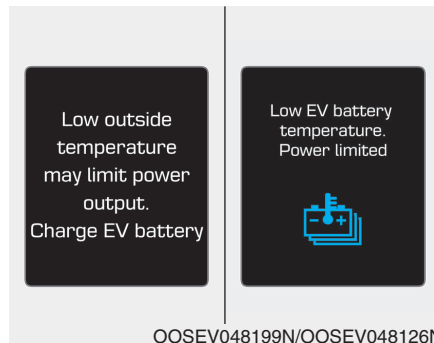 Low outside
temperature
may limit power
output.
Charge EV battery
Low EV battery
temperature.
Power limited
OOSEV048199N/OOSEV048126N